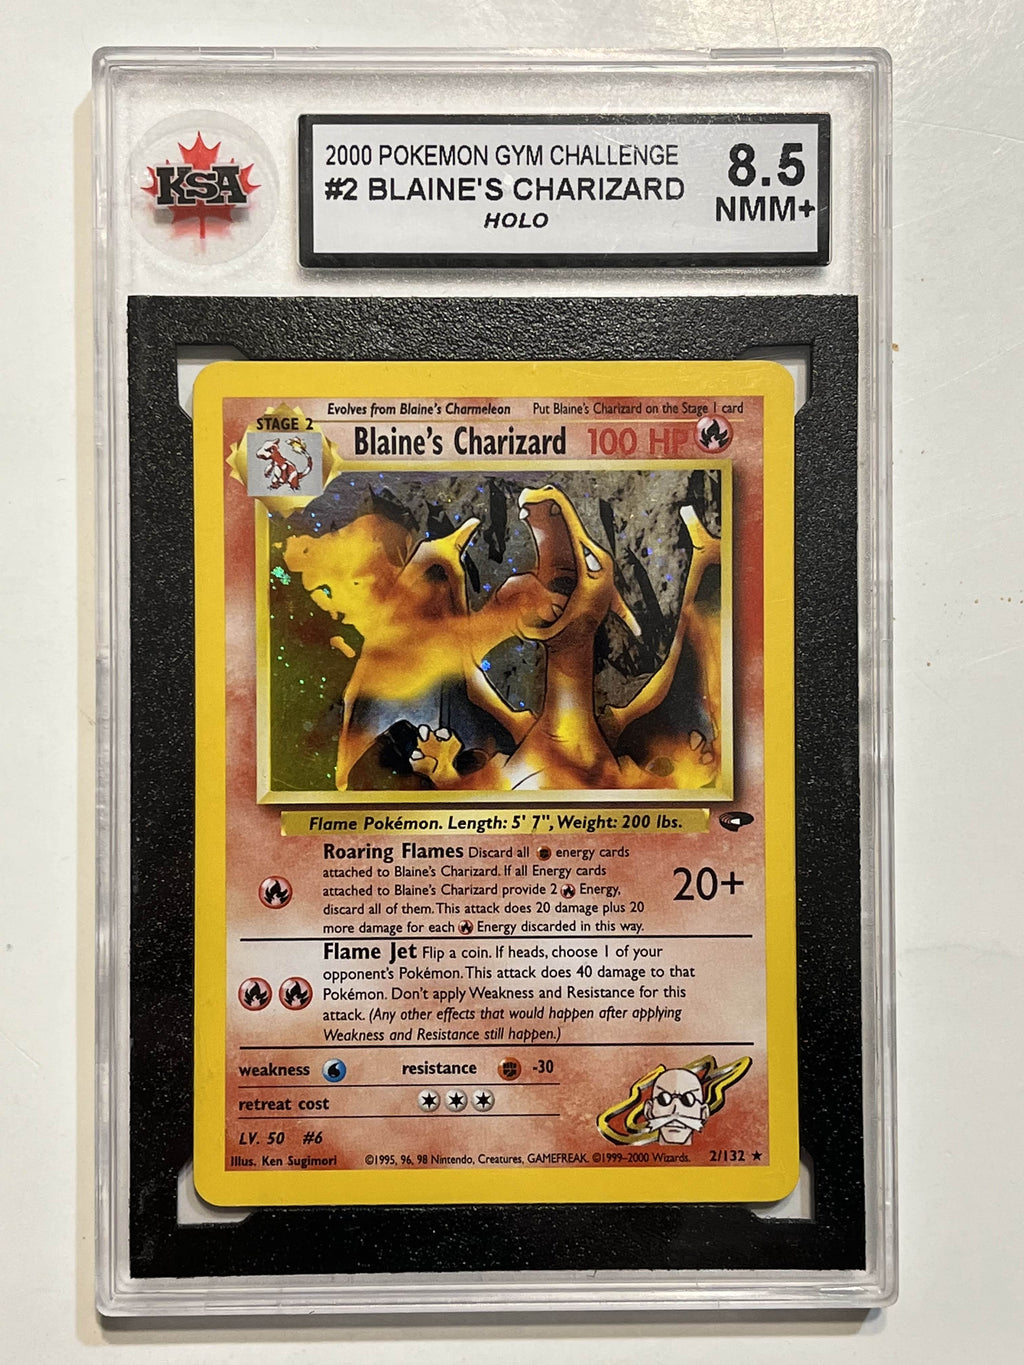 KSA
2000 POKEMON GYM CHALLENGE
#2 BLAINE'S CHARIZARD
HOLO
8.5
NMM+
Evolves from Blaine's Charmeleon Put Blaine's Charizard on the Stage 1 card
STAGE 2
Blaine's Charizard 100 HP
Flame Pokémon. Length: 5' 7", Weight: 200 lbs.
Roaring Flames Discard all energy cards
attached to Blaine's Charizard. If all Energy cards
attached to Blaine's Charizard provide 2 Energy,
discard all of them. This attack does 20 damage plus 20
more damage for each Energy discarded in this way.
20+
Flame Jet Flip a coin. If heads, choose 1 of your
opponent's Pokémon. This attack does 40 damage to that
Pokémon. Don't apply Weakness and Resistance for this
attack. (Any other effects that would happen after applying
Weakness and Resistance still happen.)
weakness resistance -30
retreat cost
LV. 50 #6
Illus. Ken Sugimori ©1995, 96, 98 Nintendo, Creatures, GAMEFREAK. ©1999-2000 Wizards. 2/132 ★